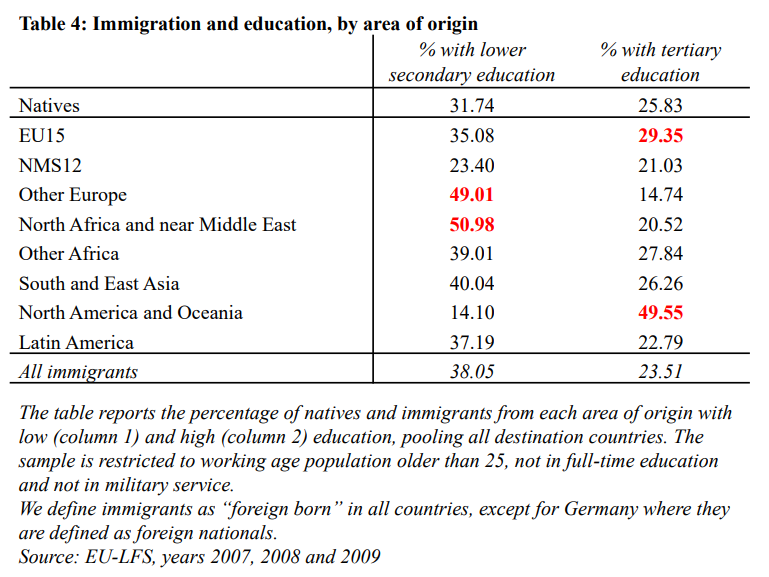 Table 4: Immigration and education, by area of origin
% with lower secondary education % with tertiary education
Natives 31.74 25.83
EU15 35.08 29.35
NMS12 23.40 21.03
Other Europe 49.01 14.74
North Africa and near Middle East 50.98 20.52
Other Africa 39.01 27.84
South and East Asia 40.04 26.26
North America and Oceania 14.10 49.55
Latin America 37.19 22.79
All immigrants 38.05 23.51
The table reports the percentage of natives and immigrants from each area of origin with
low (column 1) and high (column 2) education, pooling all destination countries. The
sample is restricted to working age population older than 25, not in full-time education
and not in military service.
We define immigrants as “foreign born” in all countries, except for Germany where they
are defined as foreign nationals.
Source: EU-LFS, years 2007, 2008 and 2009